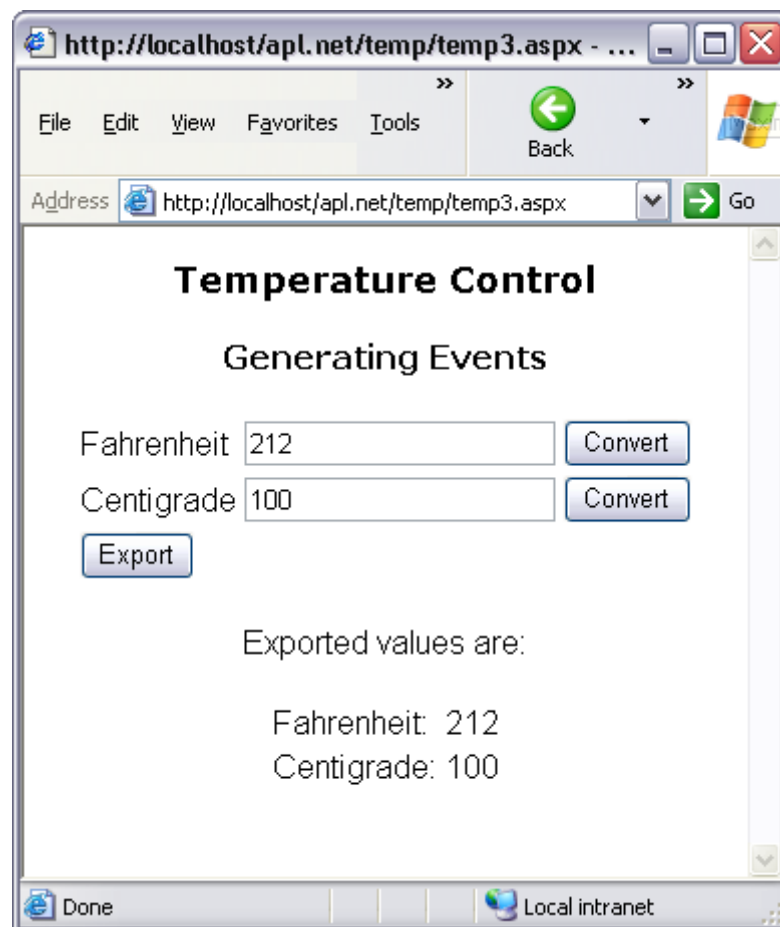 http://localhost/apl.net/temp/temp3.aspx - ...
File Edit View Favorites Tools » Back »
Address http://localhost/apl.net/temp/temp3.aspx Go
Temperature Control
Generating Events
Fahrenheit 212 Convert
Centigrade 100 Convert
Export
Exported values are:
Fahrenheit: 212
Centigrade: 100
Done Local intranet